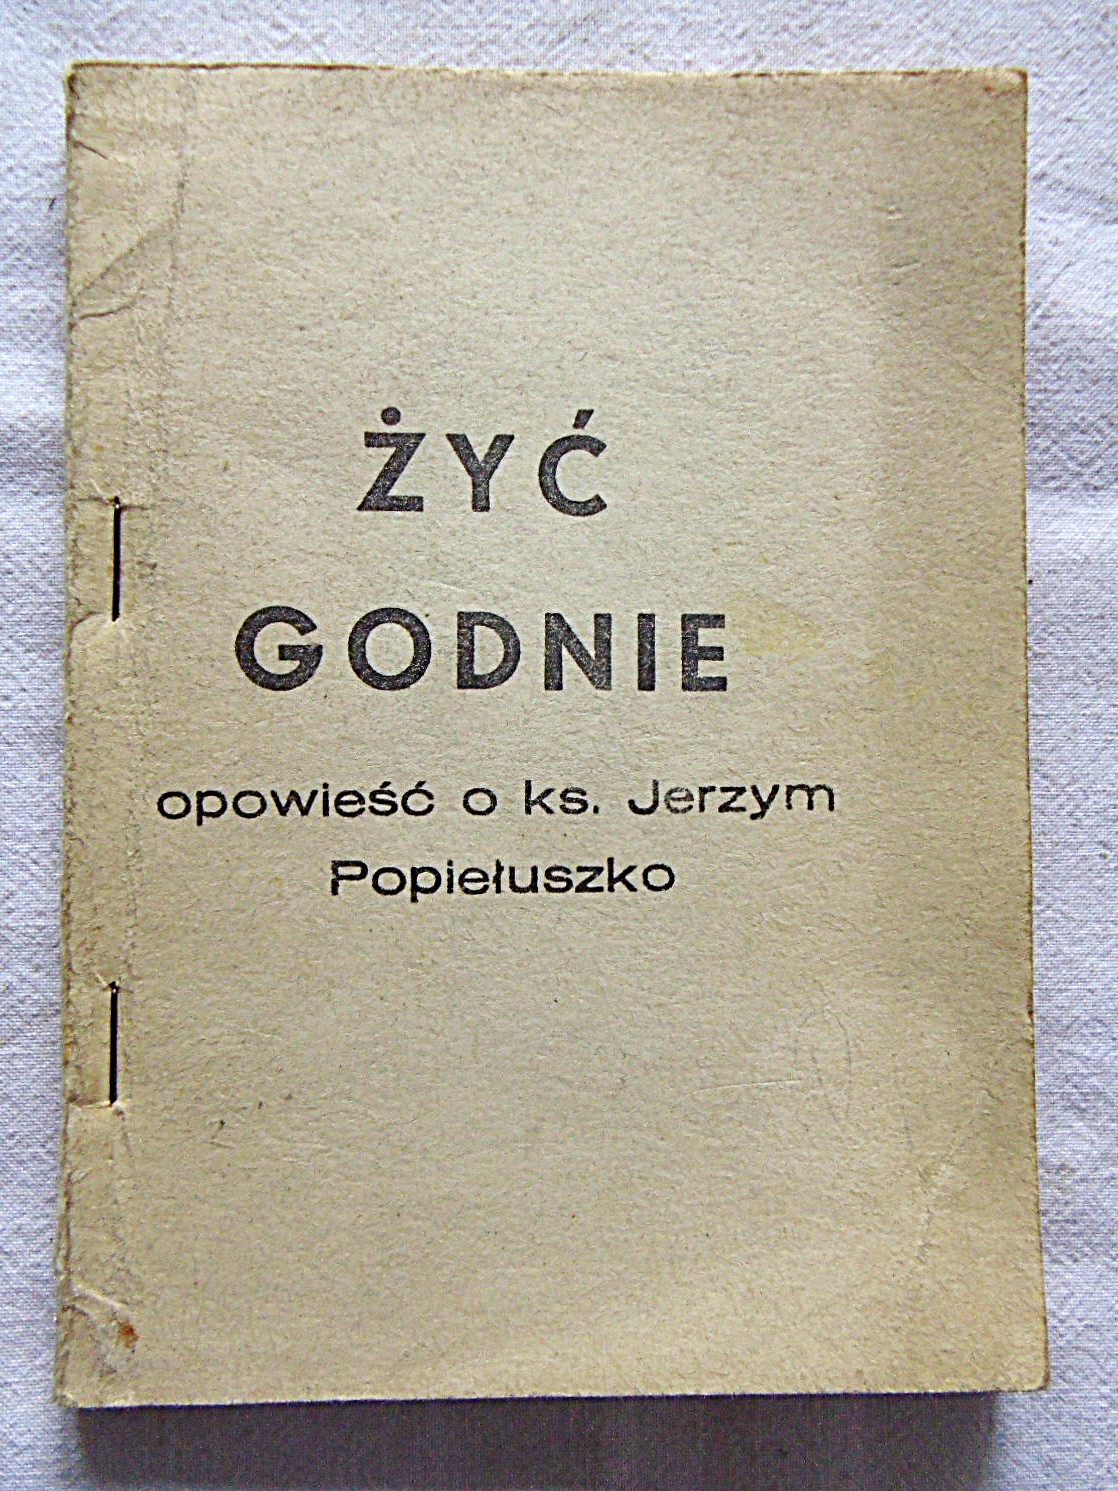 ŻYĆ
GODNIE
opowieść o ks. Jerzym
Popiełuszko